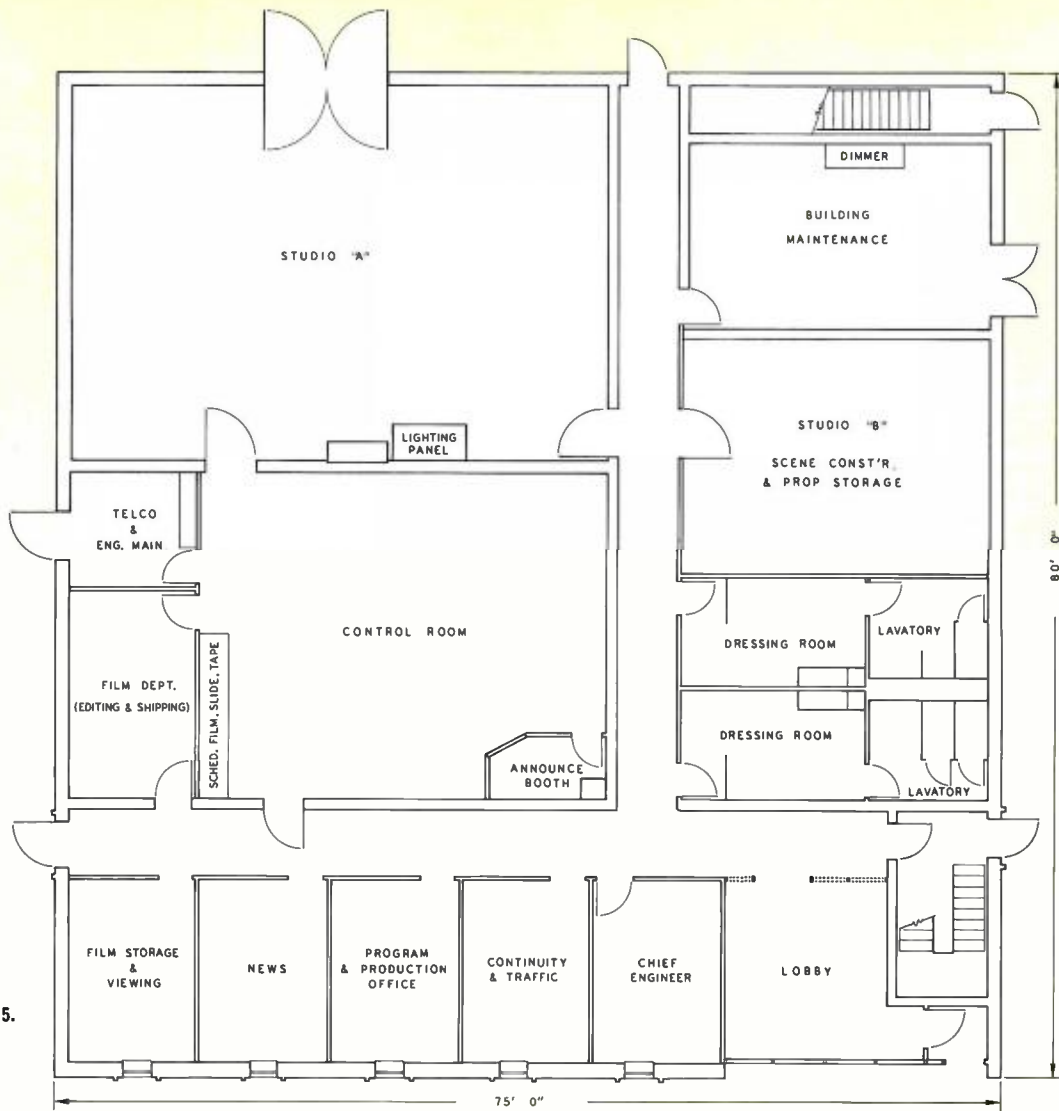 DIMMER
BUILDING
MAINTENANCE
STUDIO "A"
LIGHTING
PANEL
STUDIO "B"
SCENE CONST'R.
& PROP STORAGE
TELCO
&
ENG. MAIN
80' 0"
CONTROL ROOM
DRESSING ROOM
LAVATORY
FILM DEPT.
(EDITING & SHIPPING)
SCHED. FILM, SLIDE, TAPE
DRESSING ROOM
ANNOUNCE
BOOTH
LAVATORY
FILM STORAGE
&
VIEWING
NEWS
PROGRAM
& PRODUCTION
OFFICE
CONTINUITY
& TRAFFIC
CHIEF
ENGINEER
LOBBY
5.
75' 0"